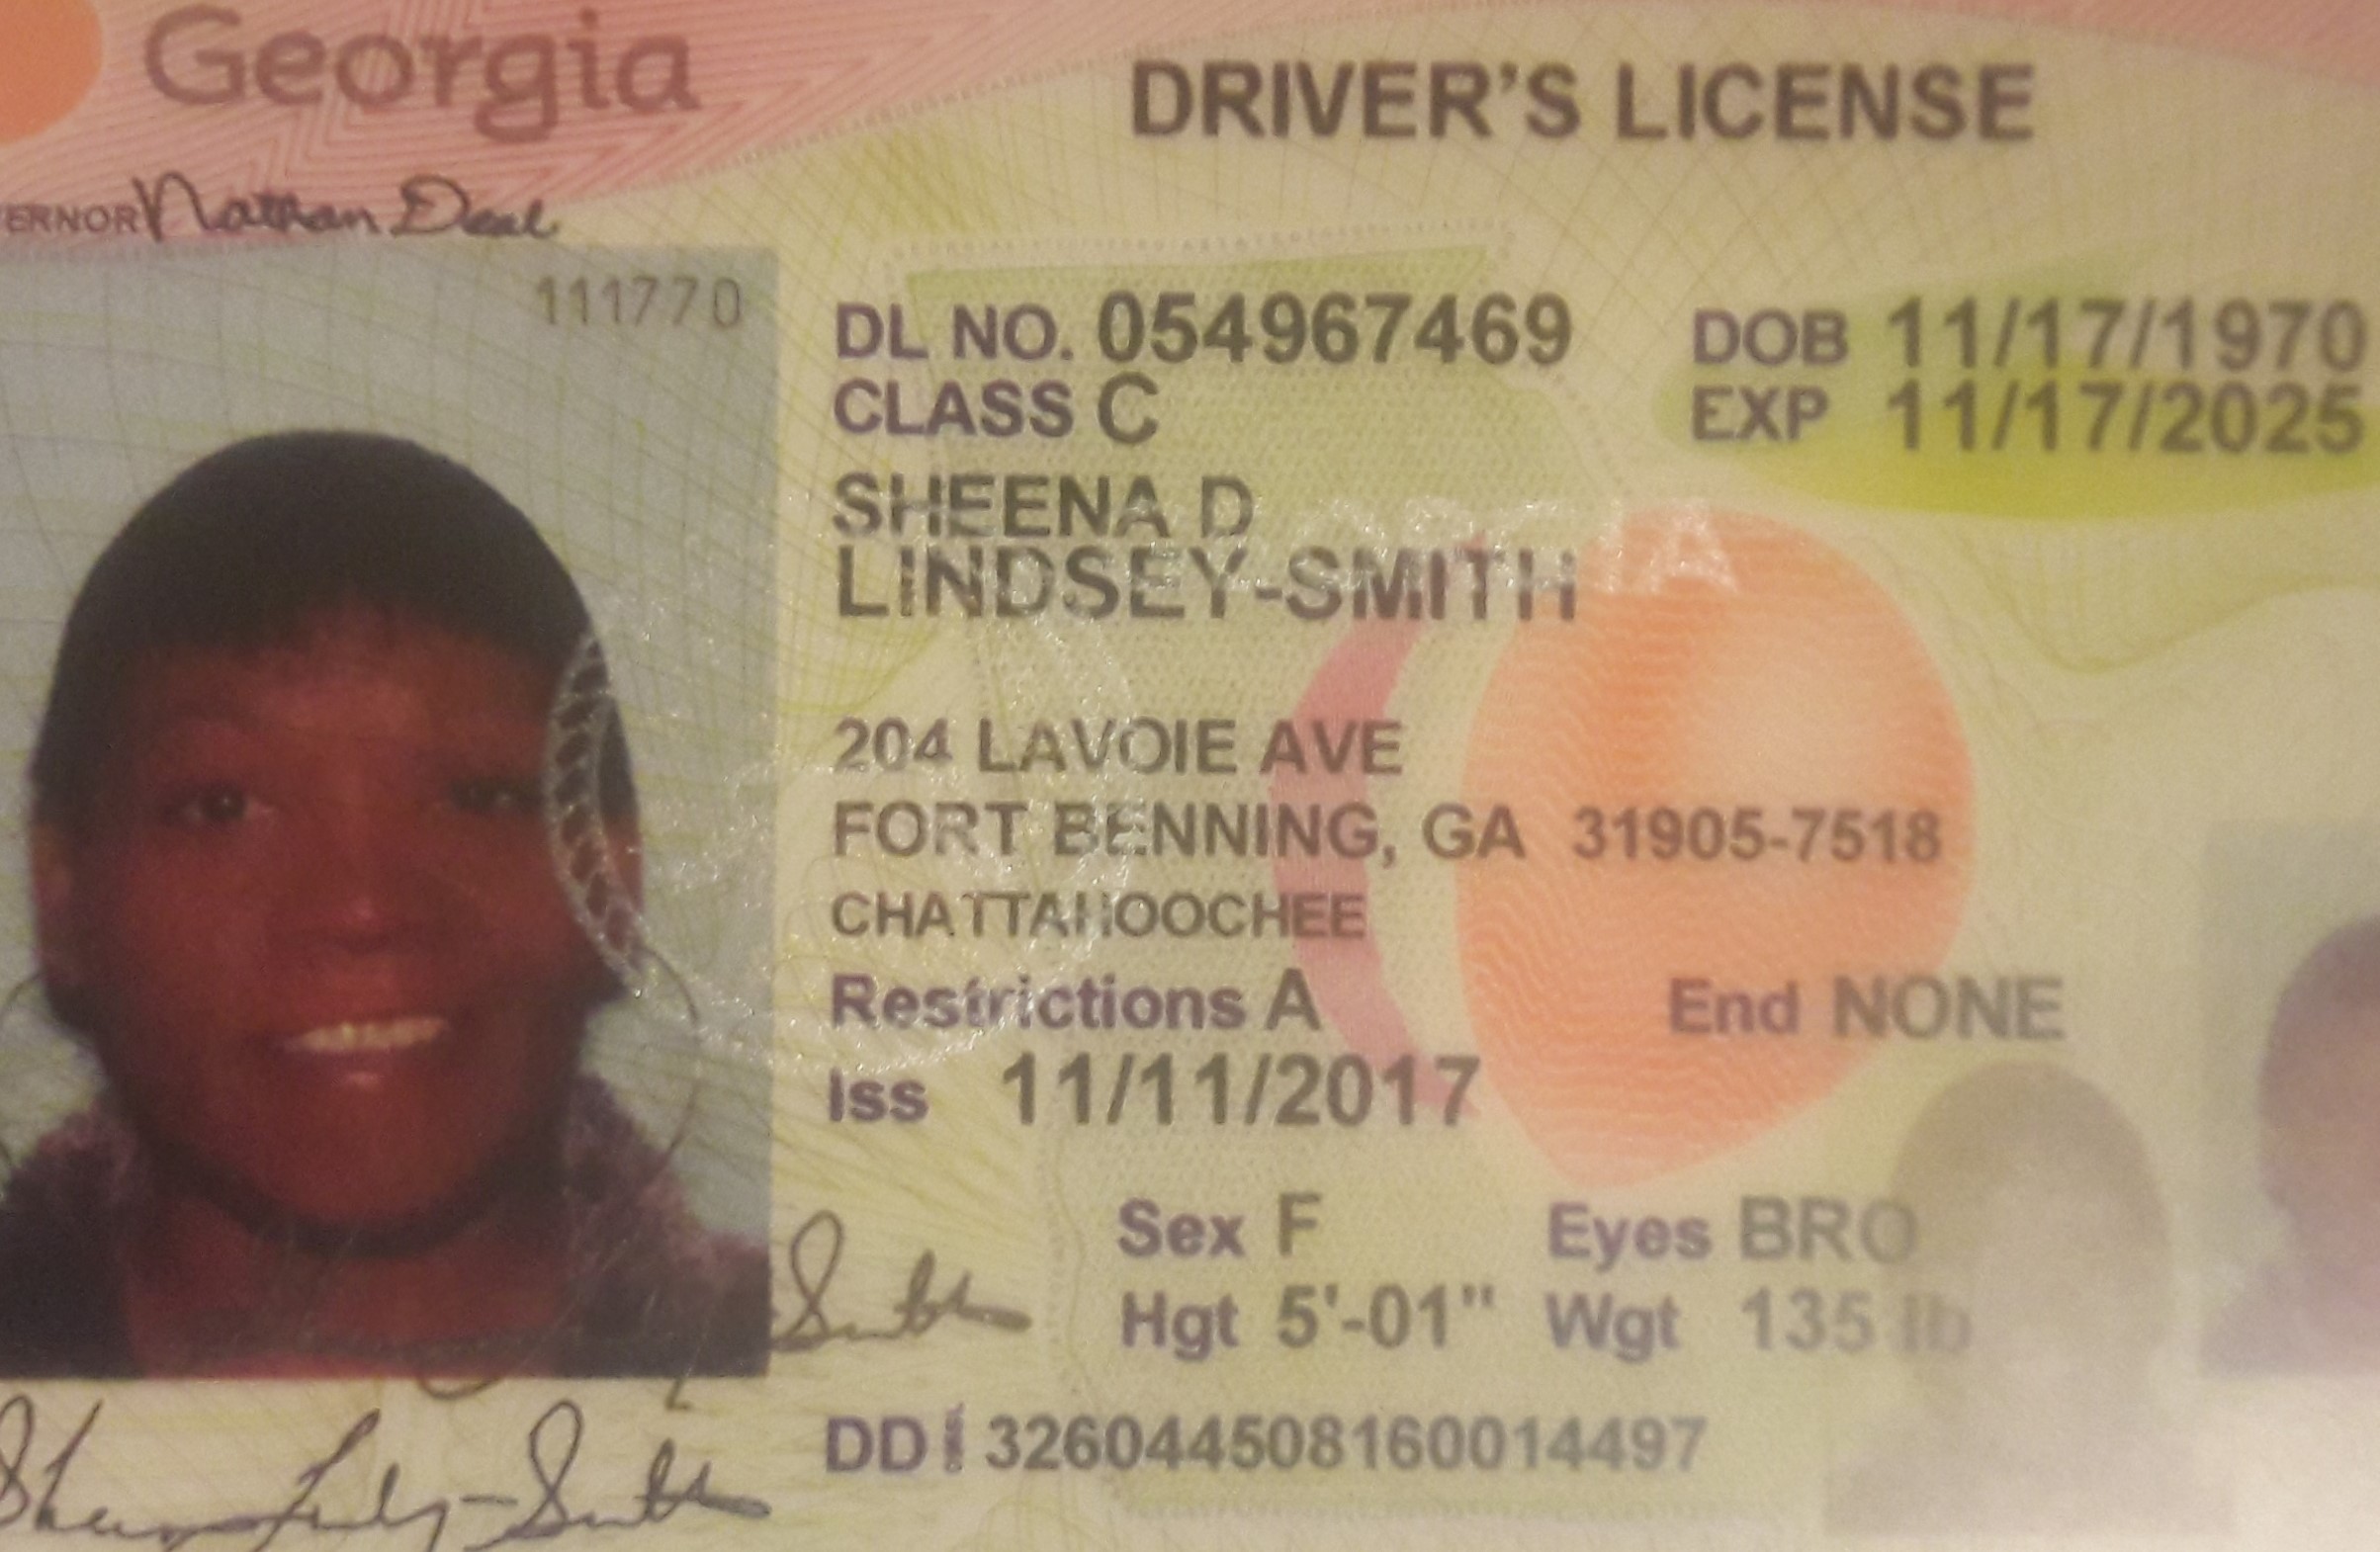 Georgia
DRIVER'S LICENSE
ERNOR Nathan Deal
111770
DL NO. 054967469
DOB 11/17/1970
CLASS C
EXP 11/17/2025
SHEENA D
LINDSEY-SMITH
204 LAVOIE AVE
FORT BENNING, GA 31905-7518
CHATTAHOOCHEE
Restrictions A
End NONE
Iss 11/11/2017
Sex F
Eyes BRO
Hgt 5'-01"
Wgt 135 lb
DD 326044508160014497